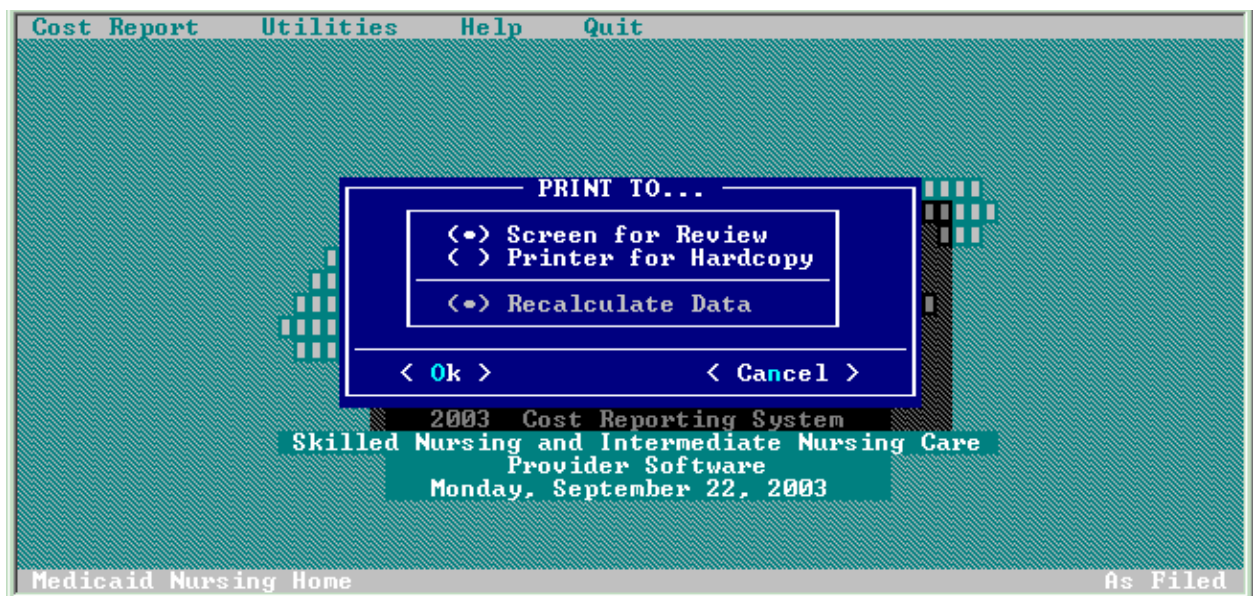 Cost Report Utilities Help Quit
PRINT TO...
(•) Screen for Review
( ) Printer for Hardcopy
(•) Recalculate Data
< Ok > < Cancel >
2003 Cost Reporting System
Skilled Nursing and Intermediate Nursing Care
Provider Software
Monday, September 22, 2003
Medicaid Nursing Home As Filed